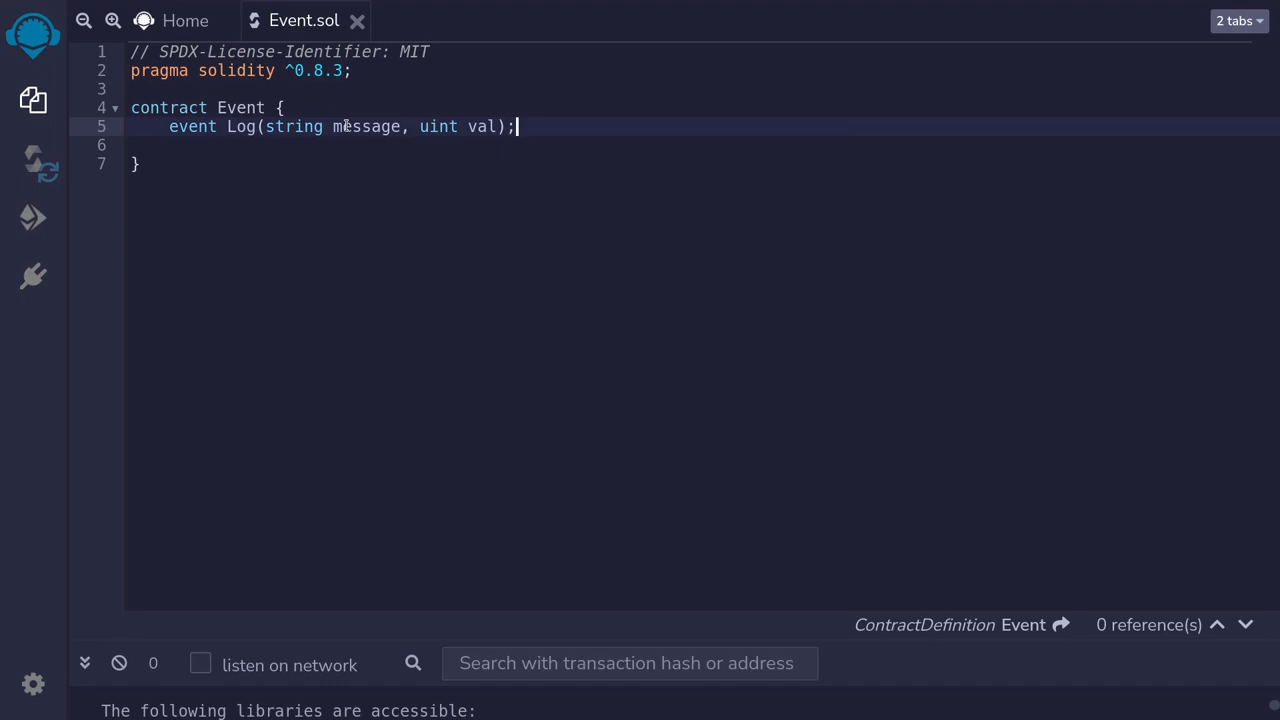 Home
Event.sol
2 tabs
1 // SPDX-License-Identifier: MIT
2 pragma solidity ^0.8.3;
3
4 contract Event {
5     event Log(string message, uint val);
6
7 }
ContractDefinition Event 0 reference(s)
0 listen on network Search with transaction hash or address
The following libraries are accessible: